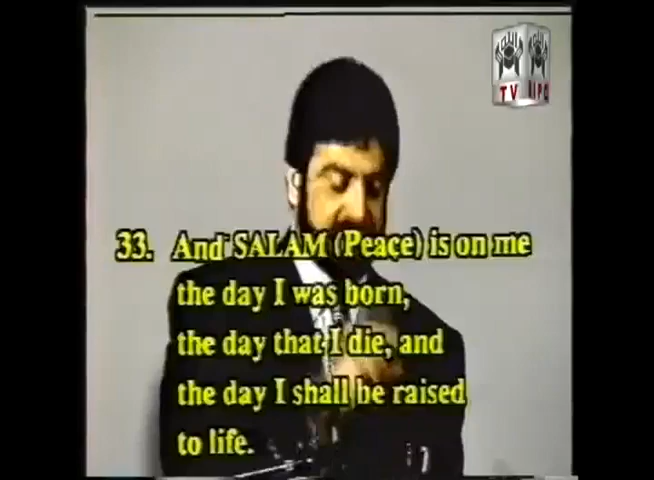 TV IIPC
33. And SALAM (Peace) is on me
the day I was born,
the day that I die, and
the day I shall be raised
to life.